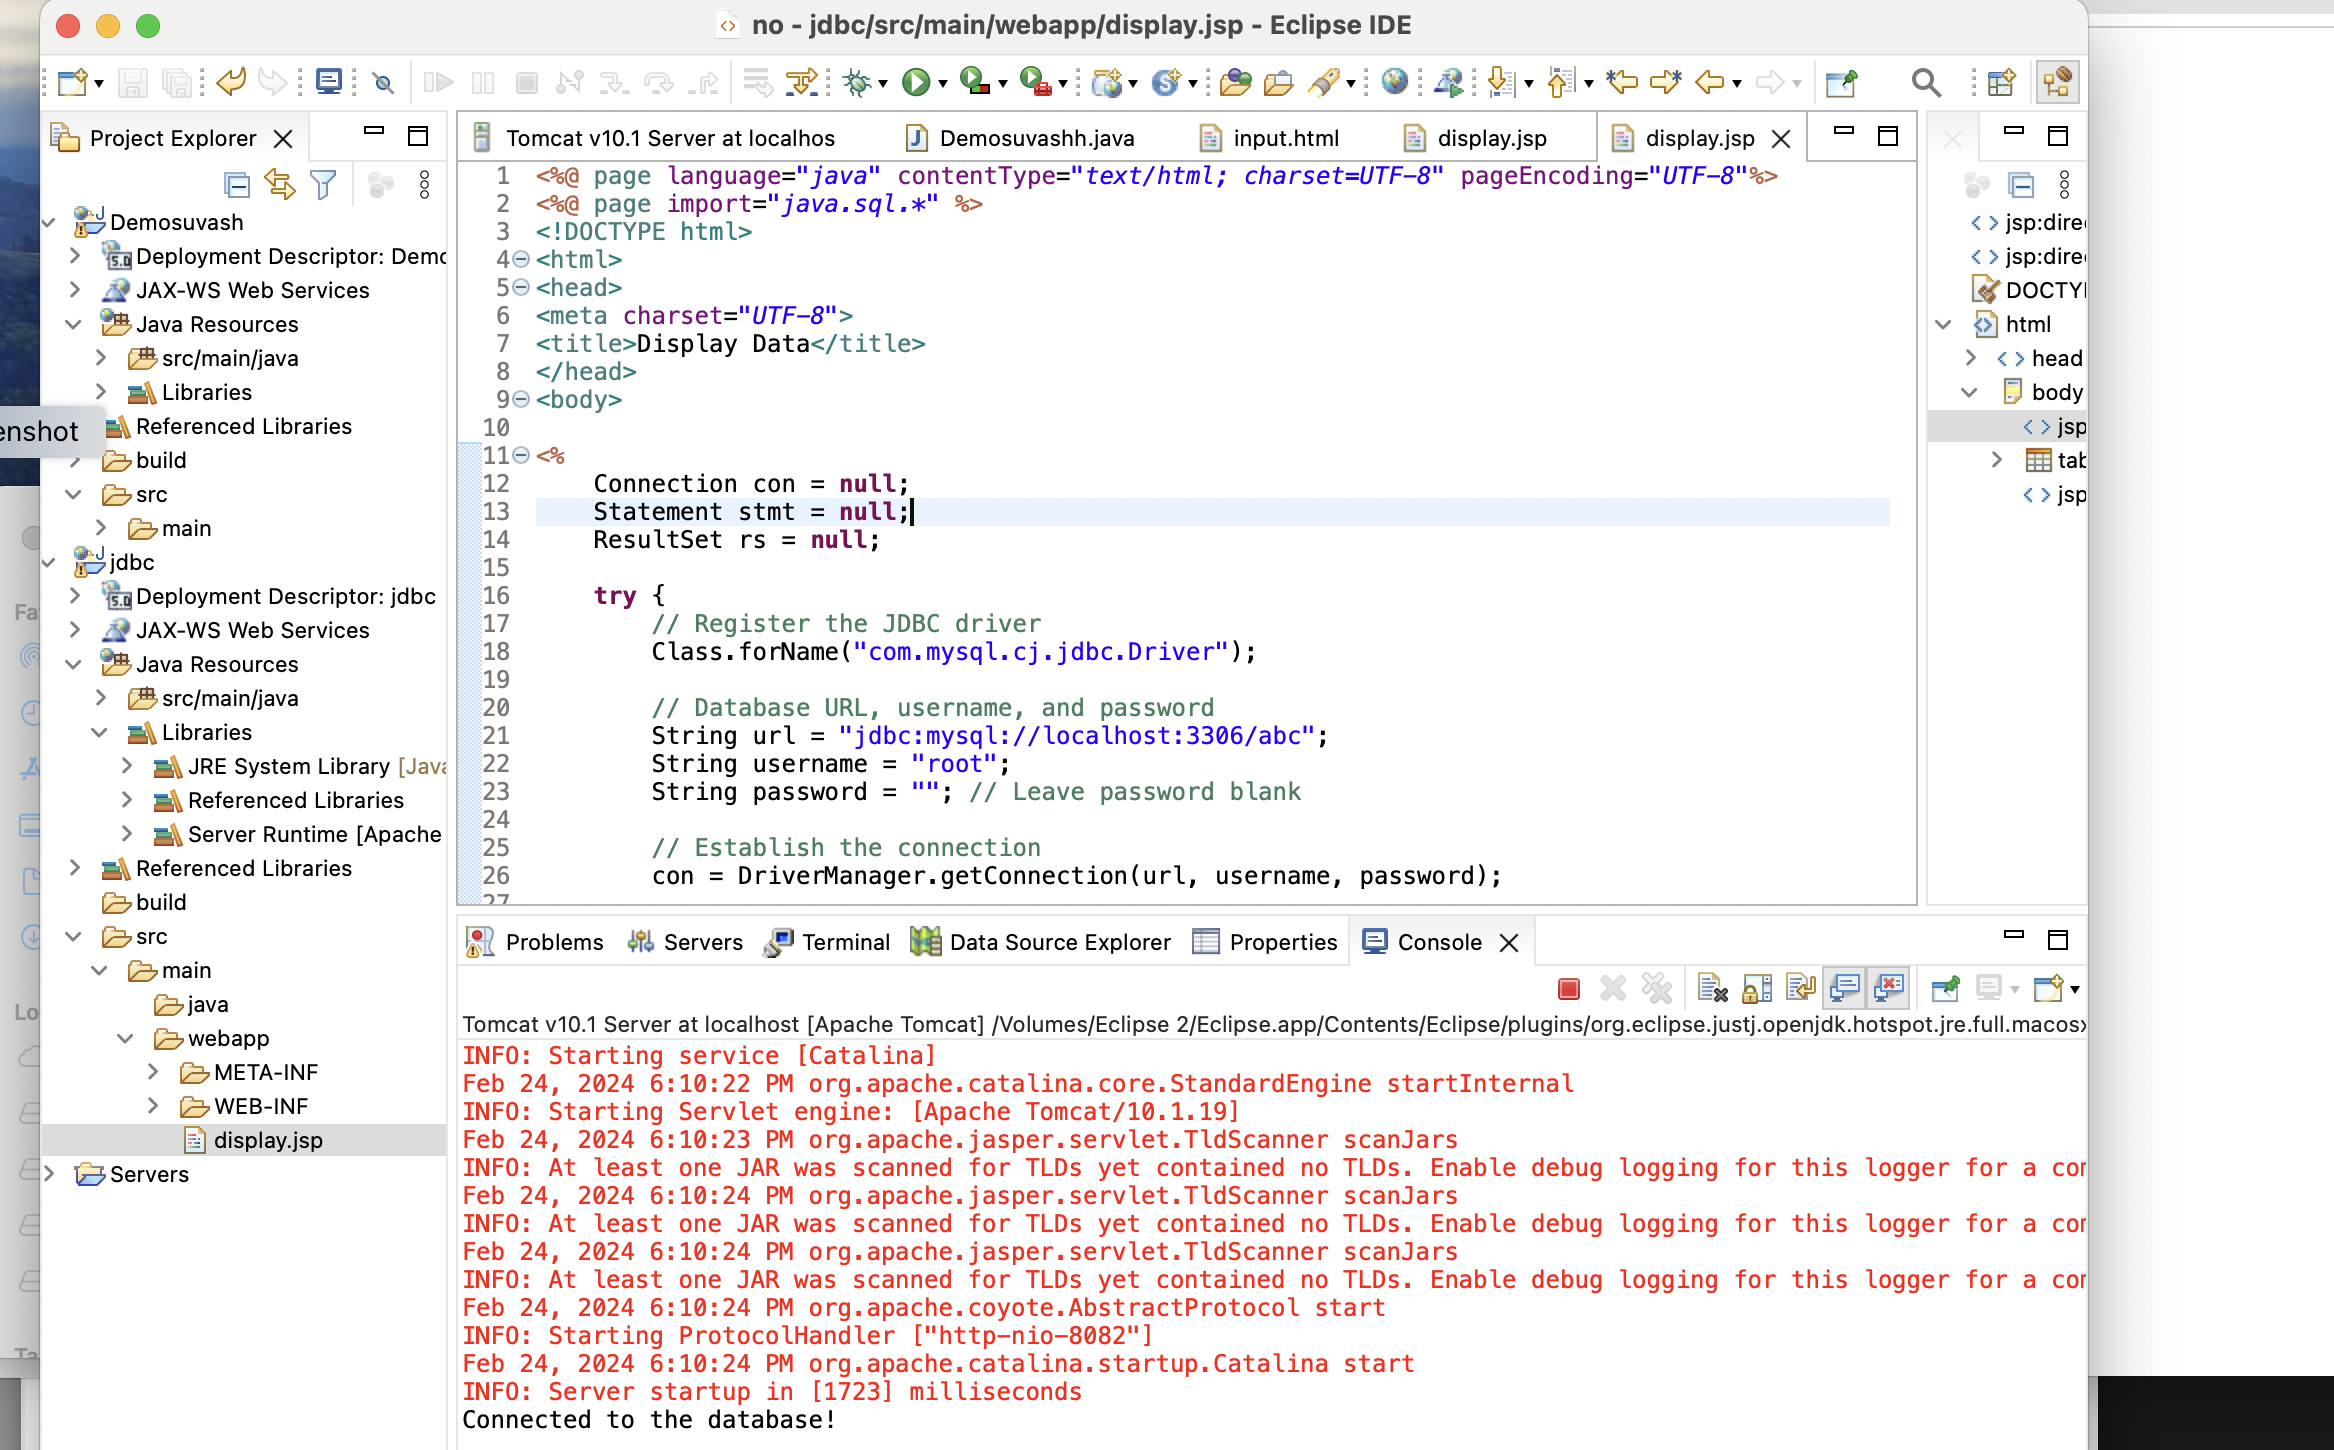 no - jdbc/src/main/webapp/display.jsp - Eclipse IDE
Project Explorer
Demosuvash
Deployment Descriptor: Demo
JAX-WS Web Services
Java Resources
src/main/java
Libraries
Referenced Libraries
enshot
build
src
main
jdbc
Deployment Descriptor: jdbc
JAX-WS Web Services
Java Resources
src/main/java
Libraries
JRE System Library [Java
Referenced Libraries
Server Runtime [Apache
Referenced Libraries
build
src
main
java
webapp
META-INF
WEB-INF
display.jsp
Servers
Fa
Lo
Ta
Tomcat v10.1 Server at localhos
Demosuvashh.java
input.html
display.jsp
display.jsp
1 <%@ page language="java" contentType="text/html; charset=UTF-8" pageEncoding="UTF-8"%>
2 <%@ page import="java.sql.*" %>
3 <!DOCTYPE html>
4 <html>
5 <head>
6 <meta charset="UTF-8">
7 <title>Display Data</title>
8 </head>
9 <body>
10
11 <%
12 Connection con = null;
13 Statement stmt = null;
14 ResultSet rs = null;
15
16 try {
17 // Register the JDBC driver
18 Class.forName("com.mysql.cj.jdbc.Driver");
19
20 // Database URL, username, and password
21 String url = "jdbc:mysql://localhost:3306/abc";
22 String username = "root";
23 String password = ""; // Leave password blank
24
25 // Establish the connection
26 con = DriverManager.getConnection(url, username, password);
27
jsp:dire
jsp:dire
DOCTY
html
head
body
jsp
tab
jsp
Problems
Servers
Terminal
Data Source Explorer
Properties
Console
Tomcat v10.1 Server at localhost [Apache Tomcat] /Volumes/Eclipse 2/Eclipse.app/Contents/Eclipse/plugins/org.eclipse.justj.openjdk.hotspot.jre.full.macosx
INFO: Starting service [Catalina]
Feb 24, 2024 6:10:22 PM org.apache.catalina.core.StandardEngine startInternal
INFO: Starting Servlet engine: [Apache Tomcat/10.1.19]
Feb 24, 2024 6:10:23 PM org.apache.jasper.servlet.TldScanner scanJars
INFO: At least one JAR was scanned for TLDs yet contained no TLDs. Enable debug logging for this logger for a com
Feb 24, 2024 6:10:24 PM org.apache.jasper.servlet.TldScanner scanJars
INFO: At least one JAR was scanned for TLDs yet contained no TLDs. Enable debug logging for this logger for a com
Feb 24, 2024 6:10:24 PM org.apache.jasper.servlet.TldScanner scanJars
INFO: At least one JAR was scanned for TLDs yet contained no TLDs. Enable debug logging for this logger for a com
Feb 24, 2024 6:10:24 PM org.apache.coyote.AbstractProtocol start
INFO: Starting ProtocolHandler ["http-nio-8082"]
Feb 24, 2024 6:10:24 PM org.apache.catalina.startup.Catalina start
INFO: Server startup in [1723] milliseconds
Connected to the database!